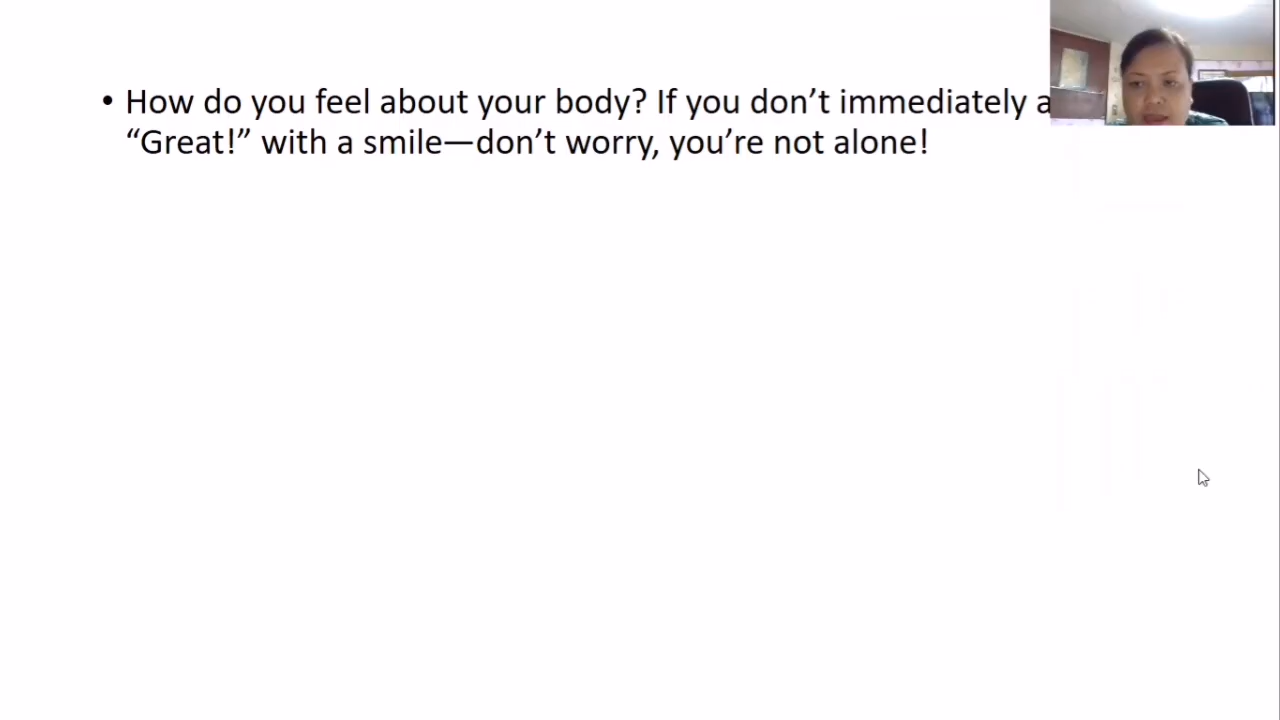 • How do you feel about your body? If you don’t immediately
“Great!” with a smile—don’t worry, you’re not alone!